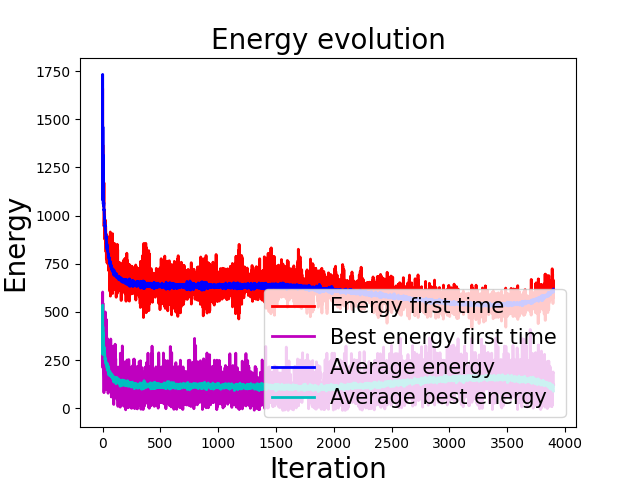 Energy evolution
1750
1500
1250
1000
750
500
250
0
Energy
Energy first time
Best energy first time
Average energy
Average best energy
0 500 1000 1500 2000 2500 3000 3500 4000
Iteration